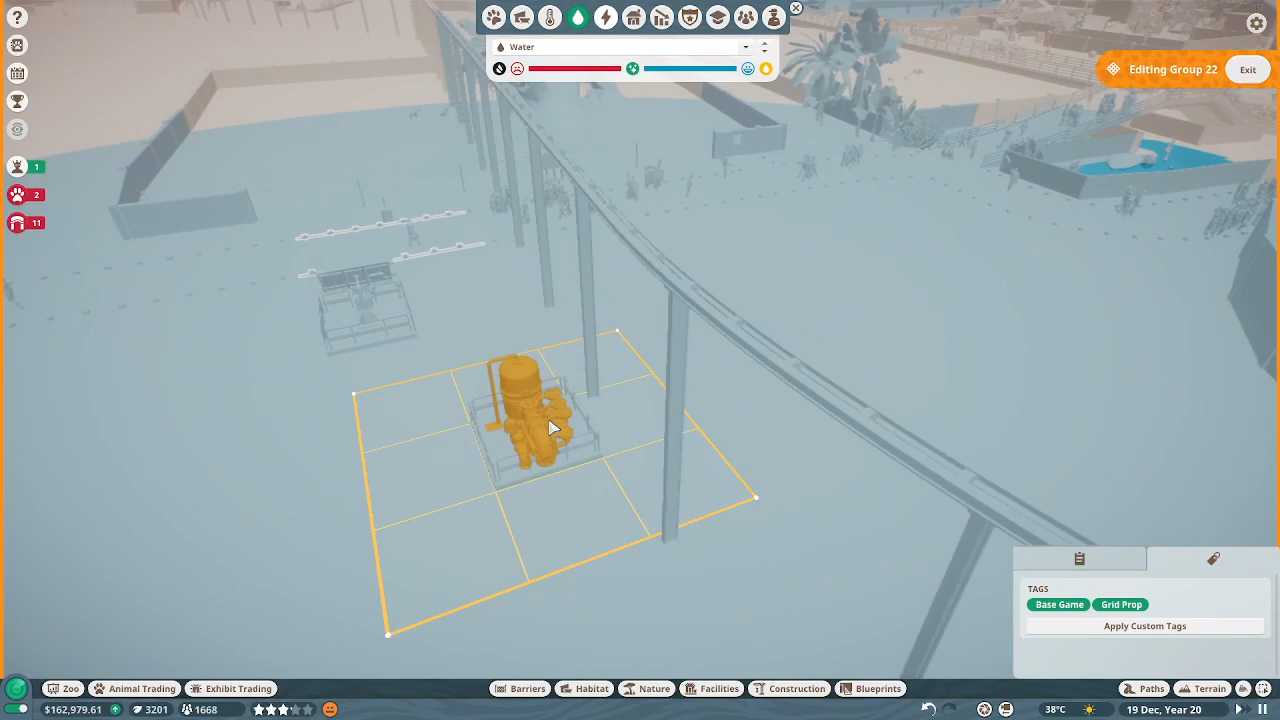 ?
Water
Editing Group 22
Exit
1
2
11
TAGS
Base Game
Grid Prop
Apply Custom Tags
Zoo
Animal Trading
Exhibit Trading
Barriers
Habitat
Nature
Facilities
Construction
Blueprints
Paths
Terrain
$162,979.61
3201
1668
38°C
19 Dec, Year 20